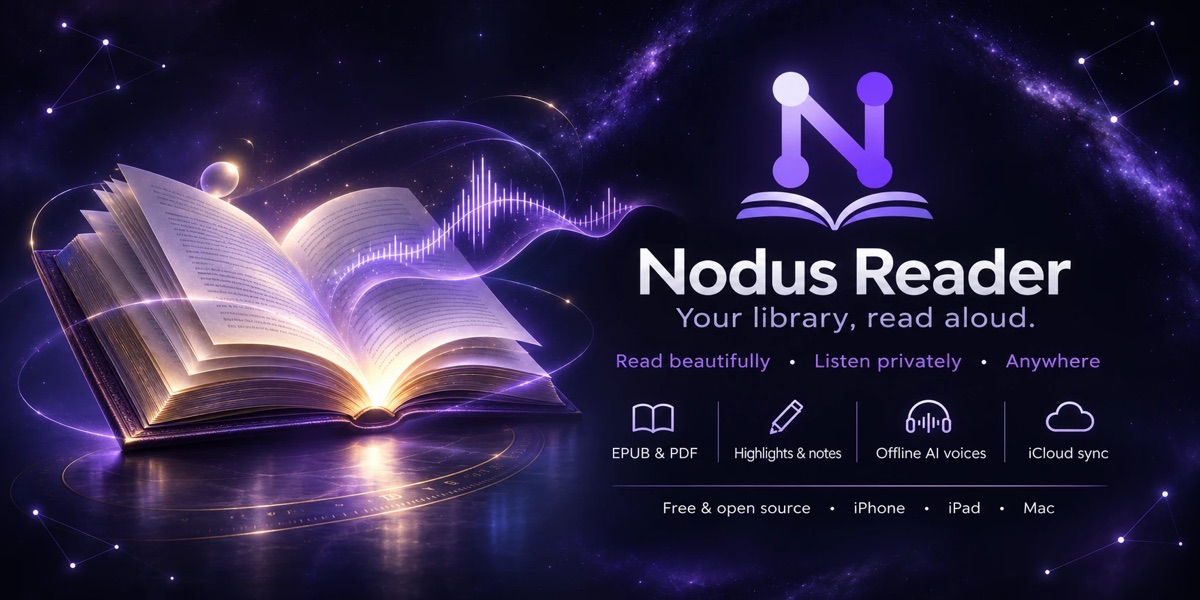 Nodus Reader
Your library, read aloud.
Read beautifully • Listen privately • Anywhere
EPUB & PDF
Highlights & notes
Offline AI voices
iCloud sync
Free & open source • iPhone • iPad • Mac